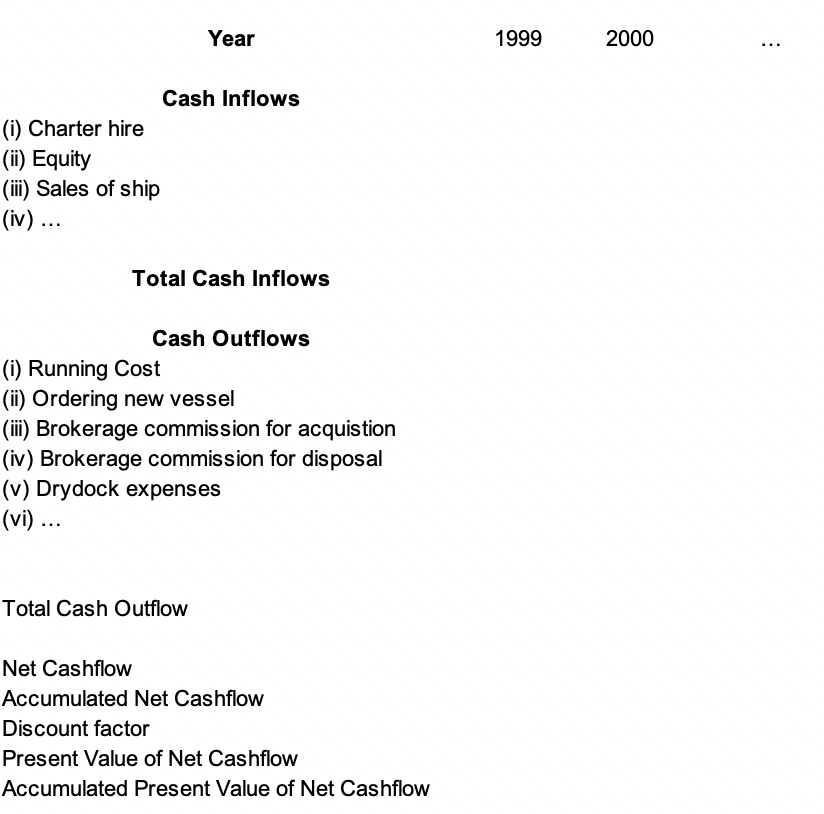 Year 1999 2000 …
Cash Inflows
(i) Charter hire
(ii) Equity
(iii) Sales of ship
(iv) …
Total Cash Inflows
Cash Outflows
(i) Running Cost
(ii) Ordering new vessel
(iii) Brokerage commission for acquistion
(iv) Brokerage commission for disposal
(v) Drydock expenses
(vi) …
Total Cash Outflow
Net Cashflow
Accumulated Net Cashflow
Discount factor
Present Value of Net Cashflow
Accumulated Present Value of Net Cashflow